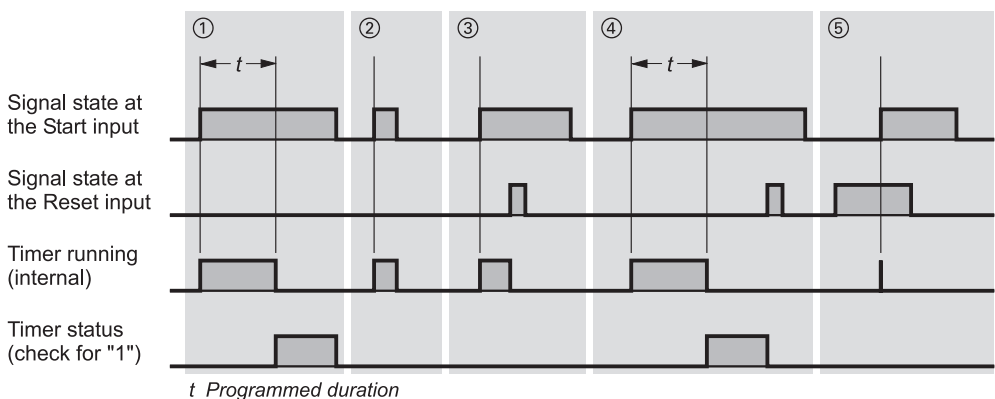 ① ② ③ ④ ⑤
t t
Signal state at
the Start input
Signal state at
the Reset input
Timer running
(internal)
Timer status
(check for "1")
t Programmed duration